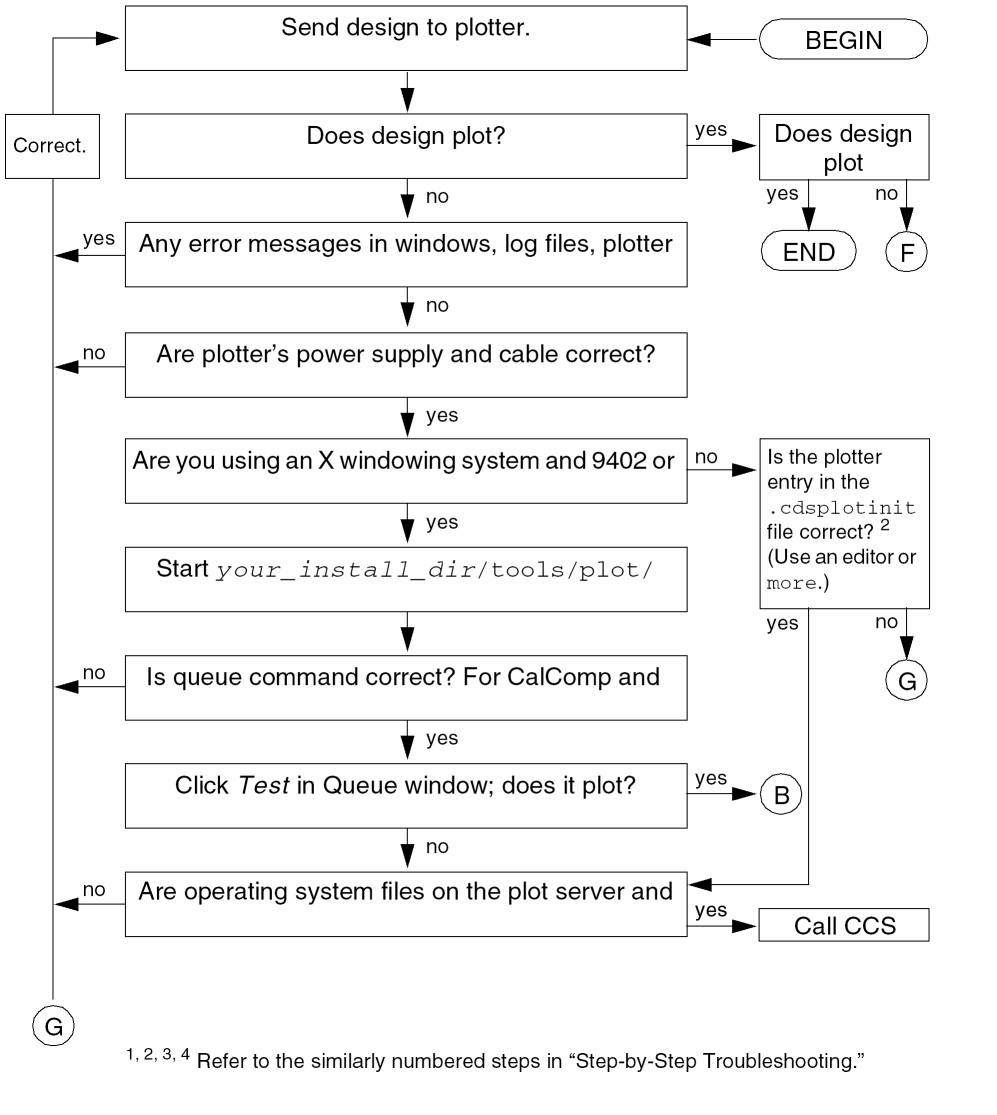 Send design to plotter.
BEGIN
Correct.
Does design plot?
yes
Does design
plot
no
yes
no
END
F
yes
Any error messages in windows, log files, plotter
no
no
Are plotter’s power supply and cable correct?
yes
Are you using an X windowing system and 9402 or
no
Is the plotter
entry in the
.cdsplotinit
file correct? 2
(Use an editor or
more.)
yes
Start your_install_dir/tools/plot/
yes
no
G
no
Is queue command correct? For CalComp and
yes
Click Test in Queue window; does it plot?
yes
B
no
no
Are operating system files on the plot server and
yes
Call CCS
G
1, 2, 3, 4 Refer to the similarly numbered steps in “Step-by-Step Troubleshooting.”